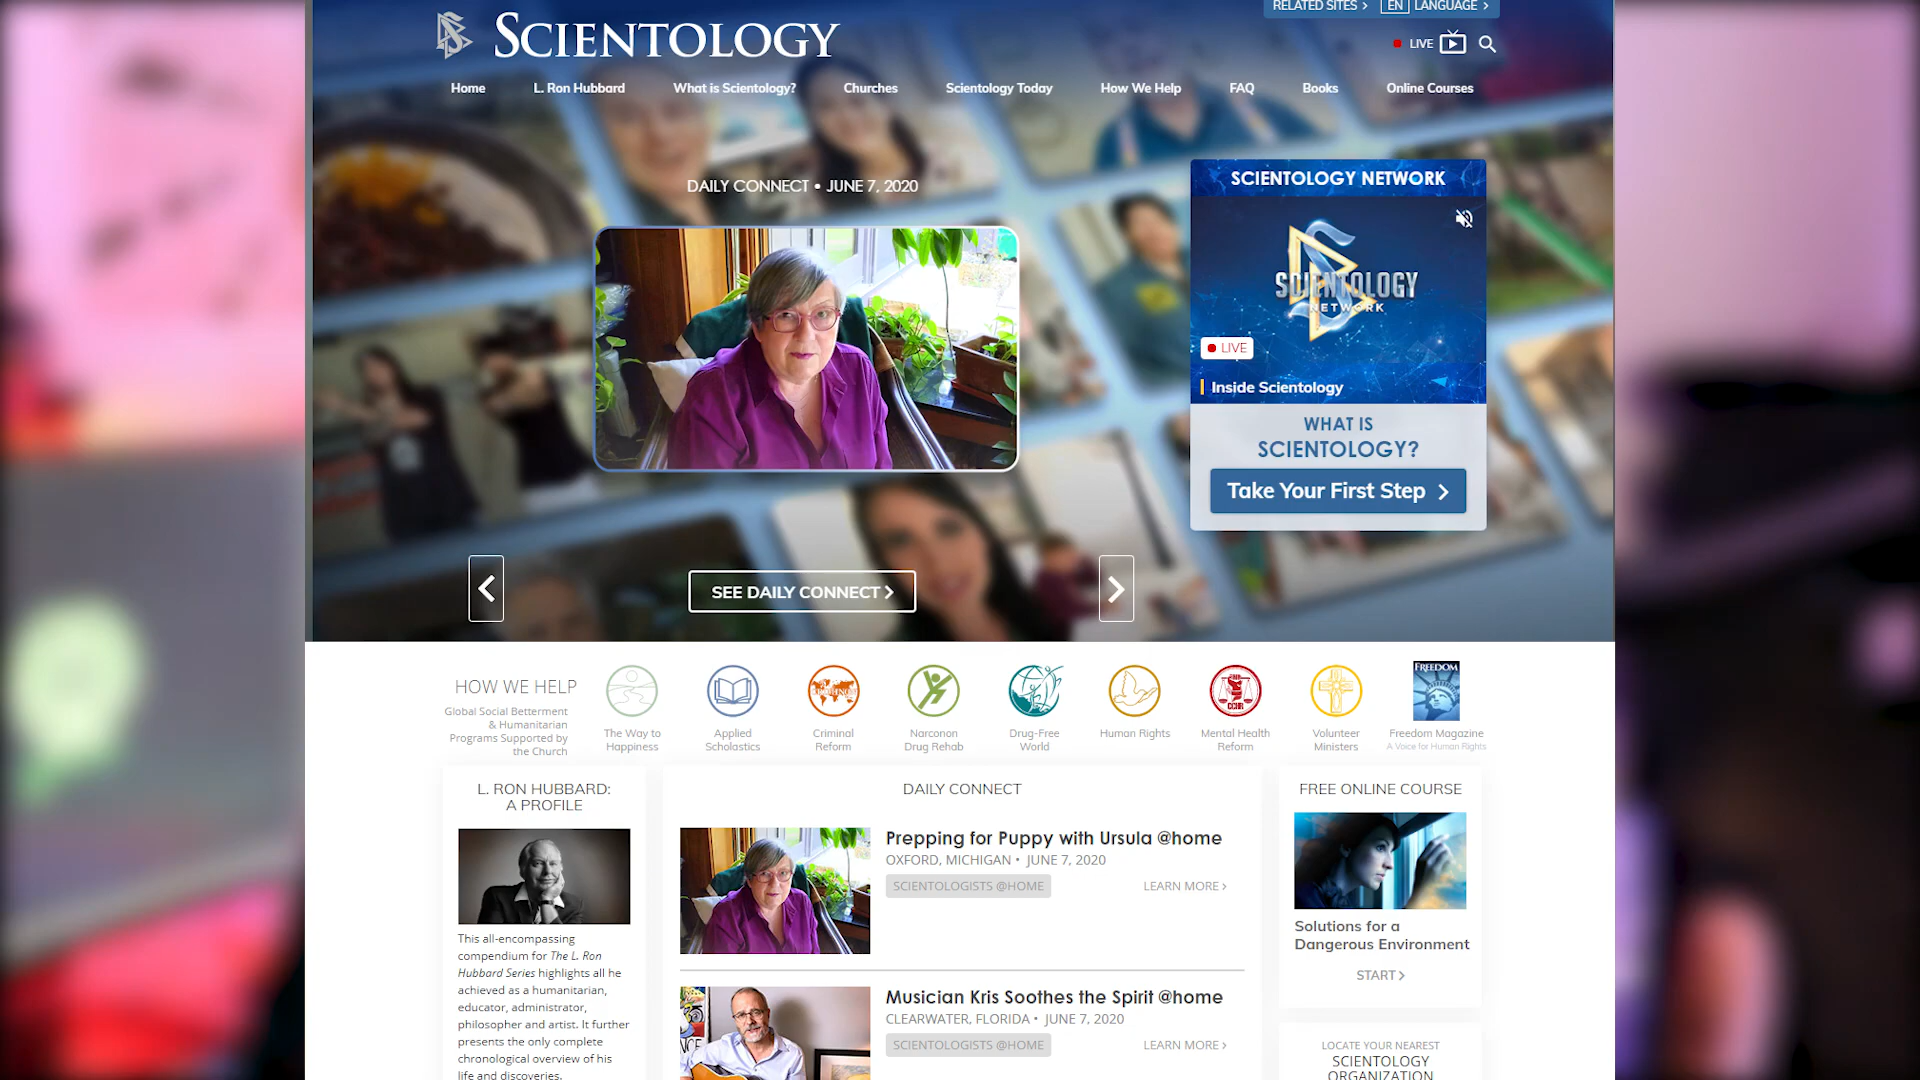 RELATED SITES >
EN LANGUAGE >
SCIENTOLOGY
LIVE
Home
L. Ron Hubbard
What is Scientology?
Churches
Scientology Today
How We Help
FAQ
Books
Online Courses
DAILY CONNECT • JUNE 7, 2020
SCIENTOLOGY NETWORK
SCIENTOLOGY
NETWORK
LIVE
Inside Scientology
WHAT IS
SCIENTOLOGY?
Take Your First Step >
SEE DAILY CONNECT >
HOW WE HELP
Global Social Betterment
& Humanitarian
Programs Supported by
the Church
The Way to
Happiness
Applied
Scholastics
Criminal
Reform
Narconon
Drug Rehab
Drug-Free
World
Human Rights
CCHR
Mental Health
Reform
Volunteer
Ministers
FREEDOM
Freedom Magazine
A Voice for Human Rights
L. RON HUBBARD:
A PROFILE
This all-encompassing
compendium for The L. Ron
Hubbard Series highlights all he
achieved as a humanitarian,
educator, administrator,
philosopher and artist. It further
presents the only complete
chronological overview of his
life and discoveries.
DAILY CONNECT
Prepping for Puppy with Ursula @home
OXFORD, MICHIGAN • JUNE 7, 2020
SCIENTOLOGISTS @HOME
LEARN MORE >
Musician Kris Soothes the Spirit @home
CLEARWATER, FLORIDA • JUNE 7, 2020
SCIENTOLOGISTS @HOME
LEARN MORE >
FREE ONLINE COURSE
Solutions for a
Dangerous Environment
START >
LOCATE YOUR NEAREST
SCIENTOLOGY
ORGANIZATION